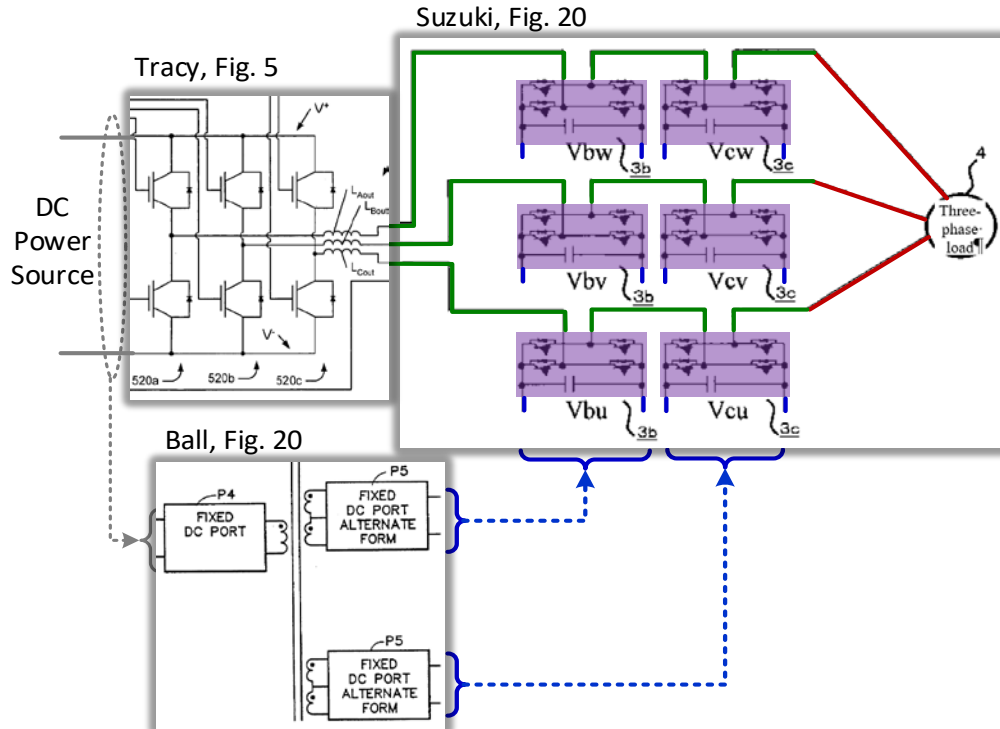 Suzuki, Fig. 20
Tracy, Fig. 5
V+
LAout
LBout
LCout
DC
Power
Source
V-
520a
520b
520c
Vbw
3b
Vcw
3c
Vbv
3b
Vcv
3c
Vbu
3b
Vcu
3c
4
Three-
phase·
load¶
Ball, Fig. 20
P4
FIXED
DC PORT
P5
FIXED
DC PORT
ALTERNATE
FORM
P5
FIXED
DC PORT
ALTERNATE
FORM